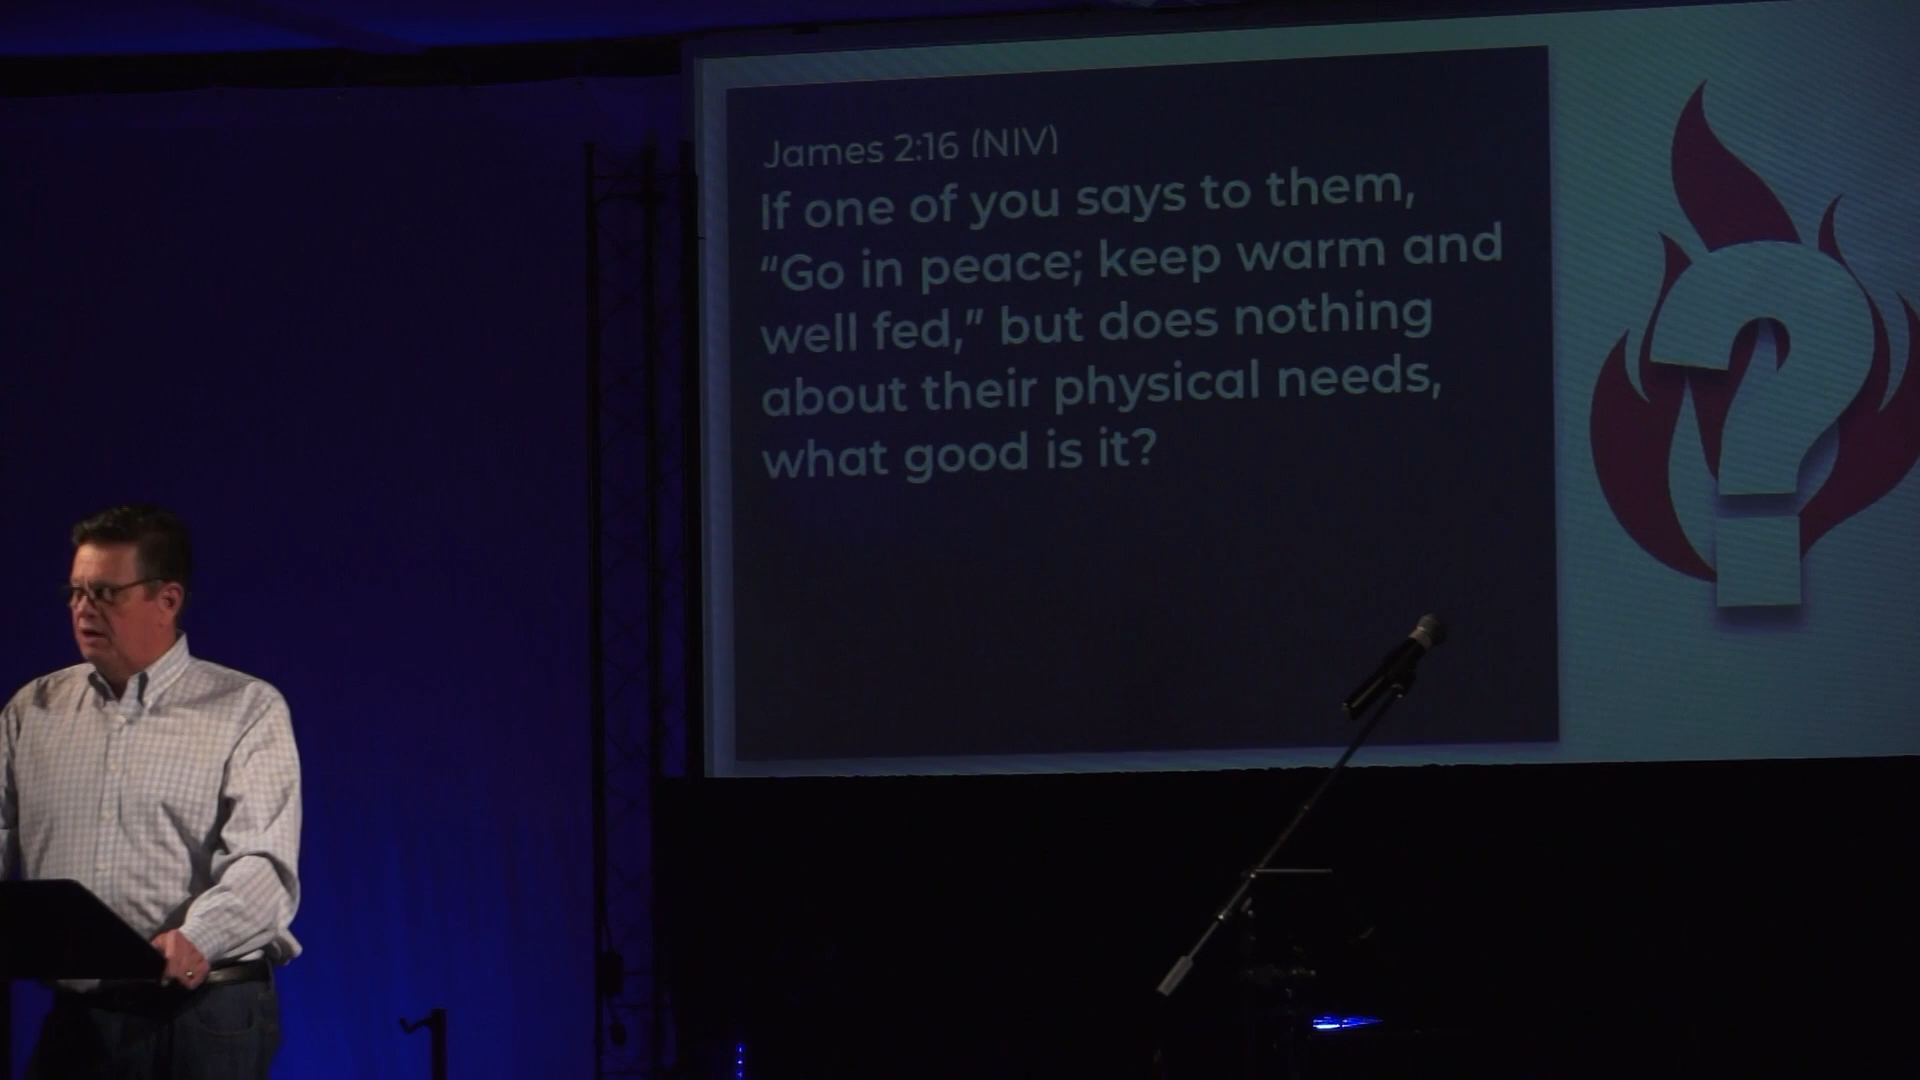 James 2:16 (NIV)
If one of you says to them,
“Go in peace; keep warm and
well fed,” but does nothing
about their physical needs,
what good is it?
?